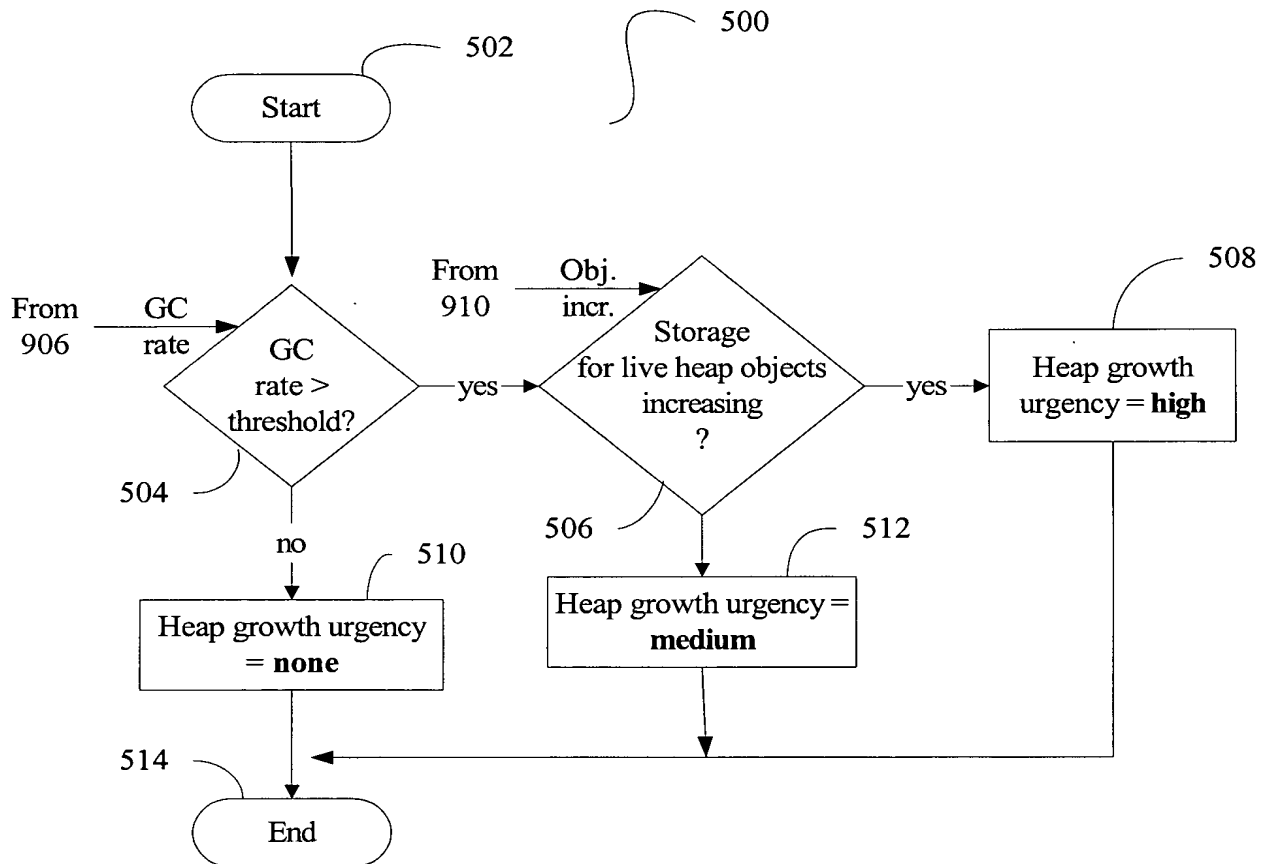 500
502
Start
From
906
GC
rate
GC
rate >
threshold?
504
yes
From
910
Obj.
incr.
Storage
for live heap objects
increasing
?
506
yes
508
Heap growth
urgency = high
no
510
Heap growth urgency
= none
512
Heap growth urgency =
medium
514
End